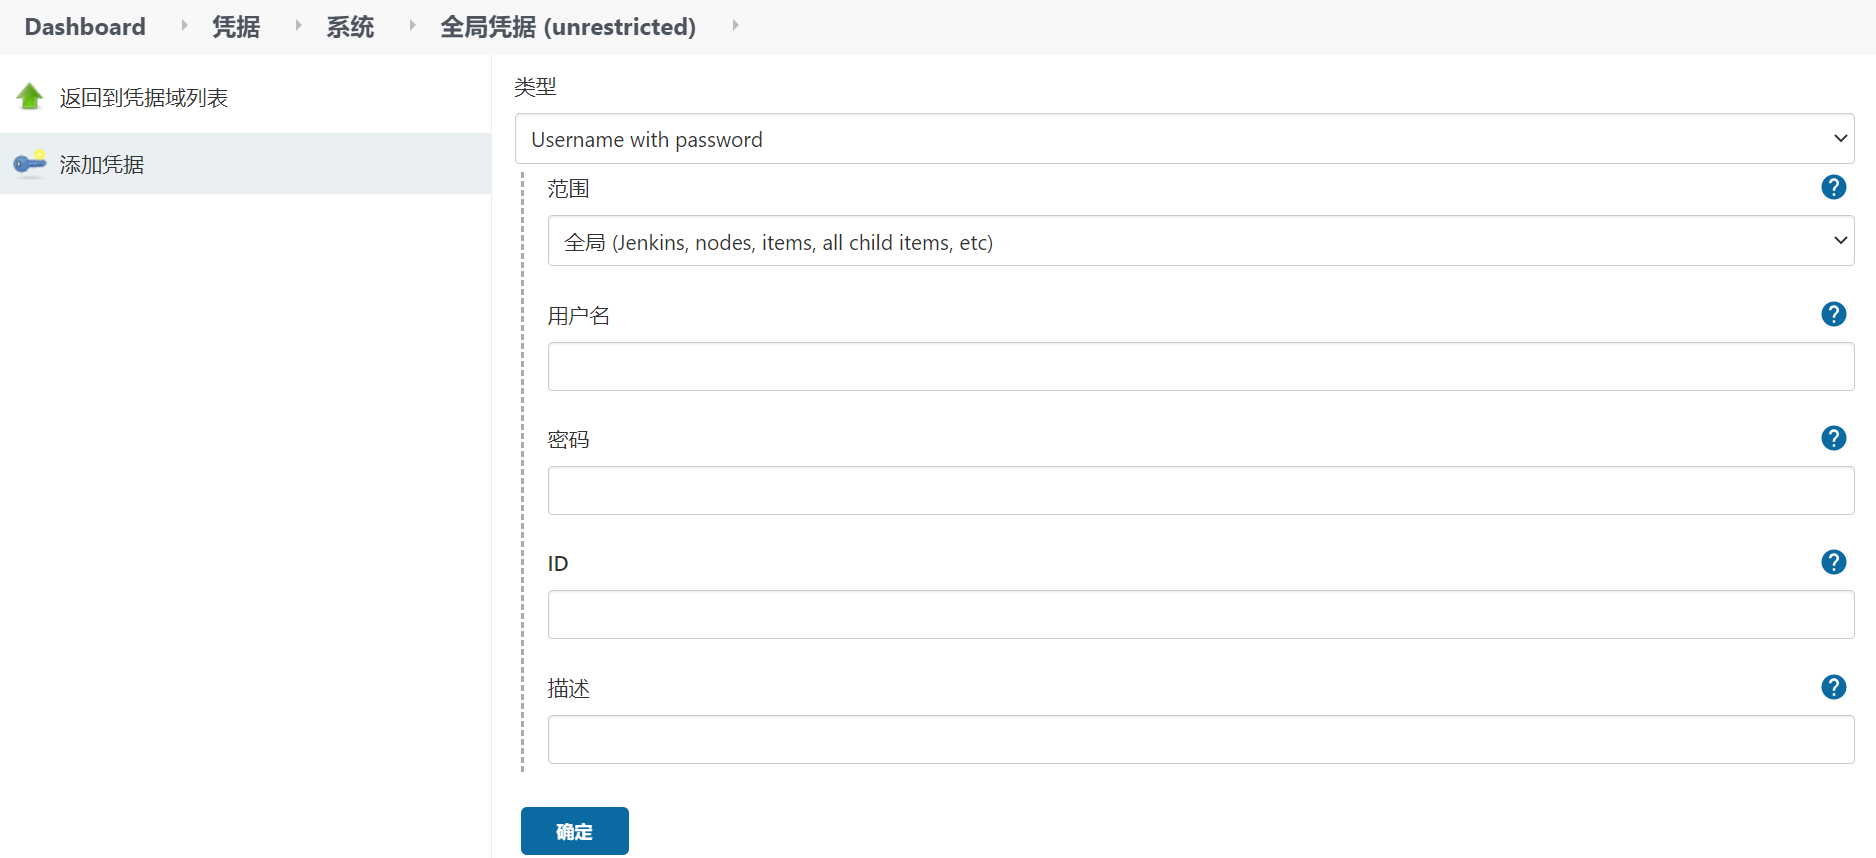 Dashboard 凭据 系统 全局凭据 (unrestricted)
返回到凭据域列表
添加凭据
类型
Username with password
范围
全局 (Jenkins, nodes, items, all child items, etc)
用户名
密码
ID
描述
确定